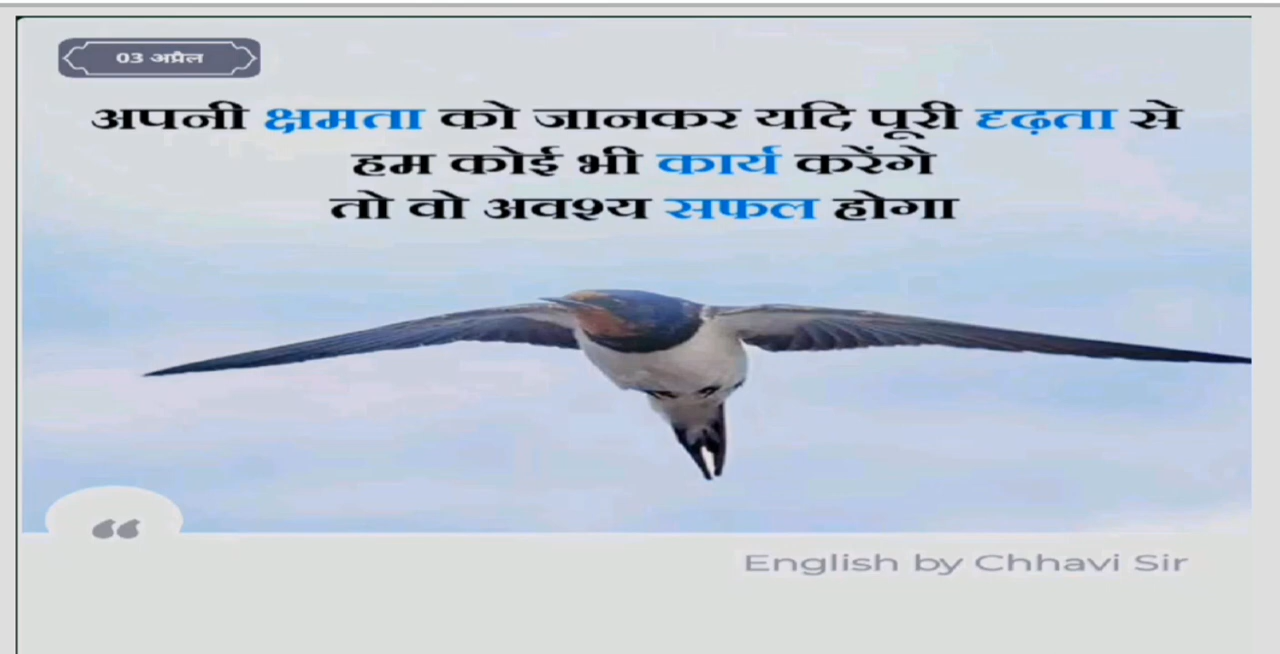 03 अप्रैल
अपनी क्षमता को जानकर यदि पूरी दृढ़ता से
हम कोई भी कार्य करेंगे
तो वो अवश्य सफल होगा
“
English by Chhavi Sir